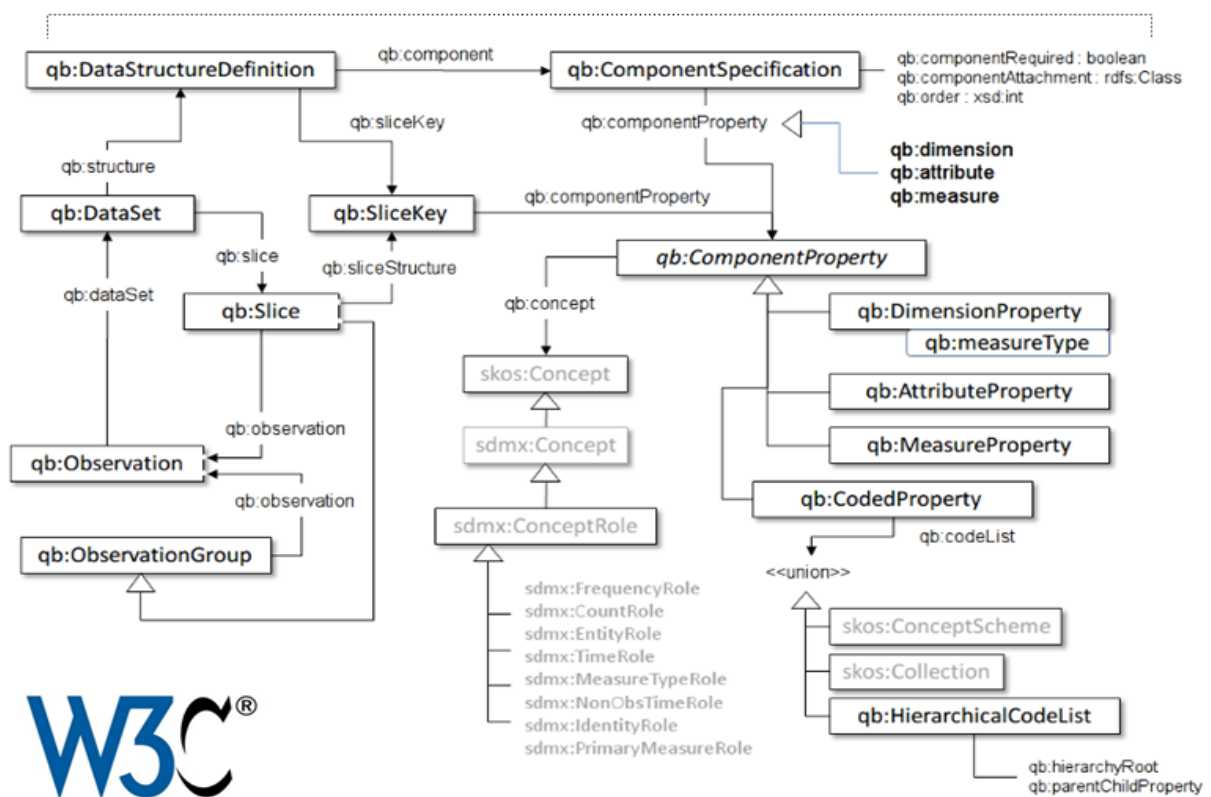 qb:DataStructureDefinition
qb:component
qb:ComponentSpecification
qb:componentRequired : boolean
qb:componentAttachment : rdfs:Class
qb:order : xsd:int
qb:sliceKey
qb:componentProperty
qb:dimension
qb:attribute
qb:measure
qb:structure
qb:DataSet
qb:SliceKey
qb:componentProperty
qb:slice
qb:sliceStructure
qb:ComponentProperty
qb:dataSet
qb:Slice
qb:concept
qb:DimensionProperty
qb:measureType
skos:Concept
qb:AttributeProperty
qb:observation
sdmx:Concept
qb:MeasureProperty
qb:Observation
qb:observation
qb:CodedProperty
sdmx:ConceptRole
qb:codeList
qb:ObservationGroup
<<union>>
sdmx:FrequencyRole
sdmx:CountRole
sdmx:EntityRole
sdmx:TimeRole
sdmx:MeasureTypeRole
sdmx:NonObsTimeRole
sdmx:IdentityRole
sdmx:PrimaryMeasureRole
skos:ConceptScheme
skos:Collection
qb:HierarchicalCodeList
qb:hierarchyRoot
qb:parentChildProperty
W3C®